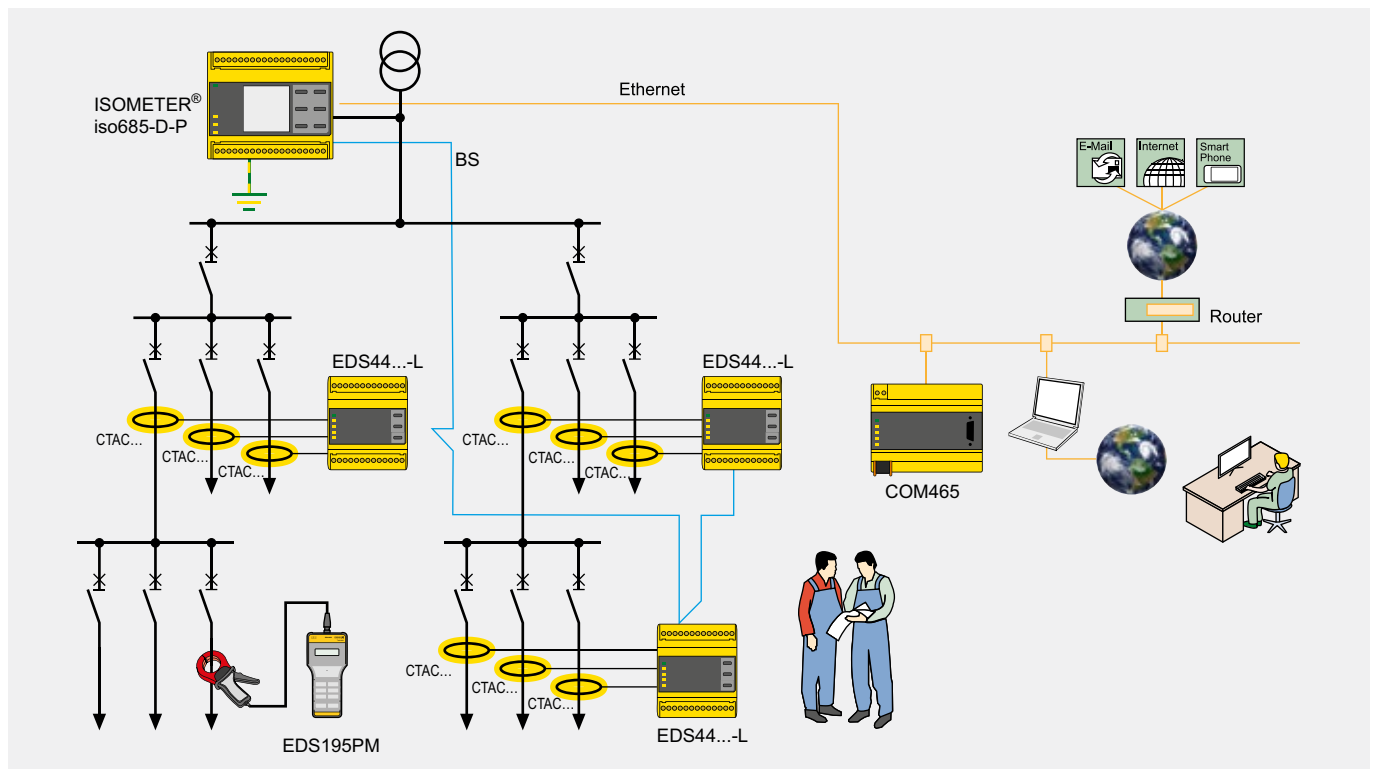 ISOMETER®
iso685-D-P
Ethernet
BS
E-Mail
Internet
Smart
Phone
Router
EDS44...-L
EDS44...-L
CTAC...
CTAC...
CTAC...
CTAC...
CTAC...
CTAC...
COM465
CTAC...
CTAC...
CTAC...
EDS195PM
EDS44...-L